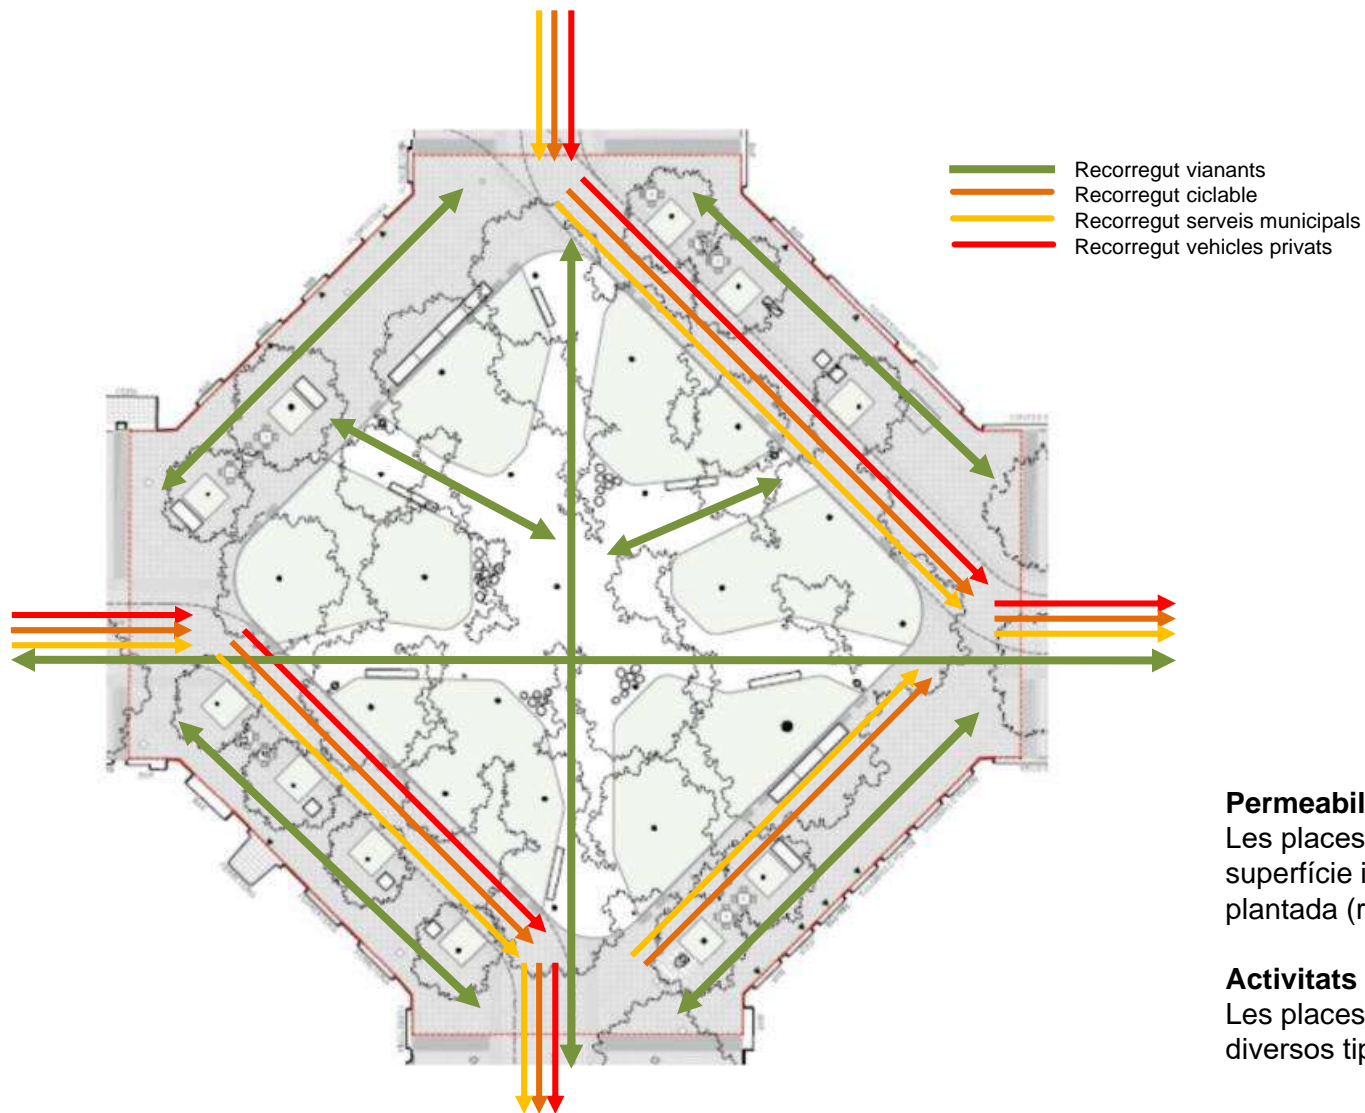 Recorregut vianants
Recorregut ciclable
Recorregut serveis municipals
Recorregut vehicles privats
Permeabil
Les places
superfície i
plantada (r
Activitats
Les places
diversos tip